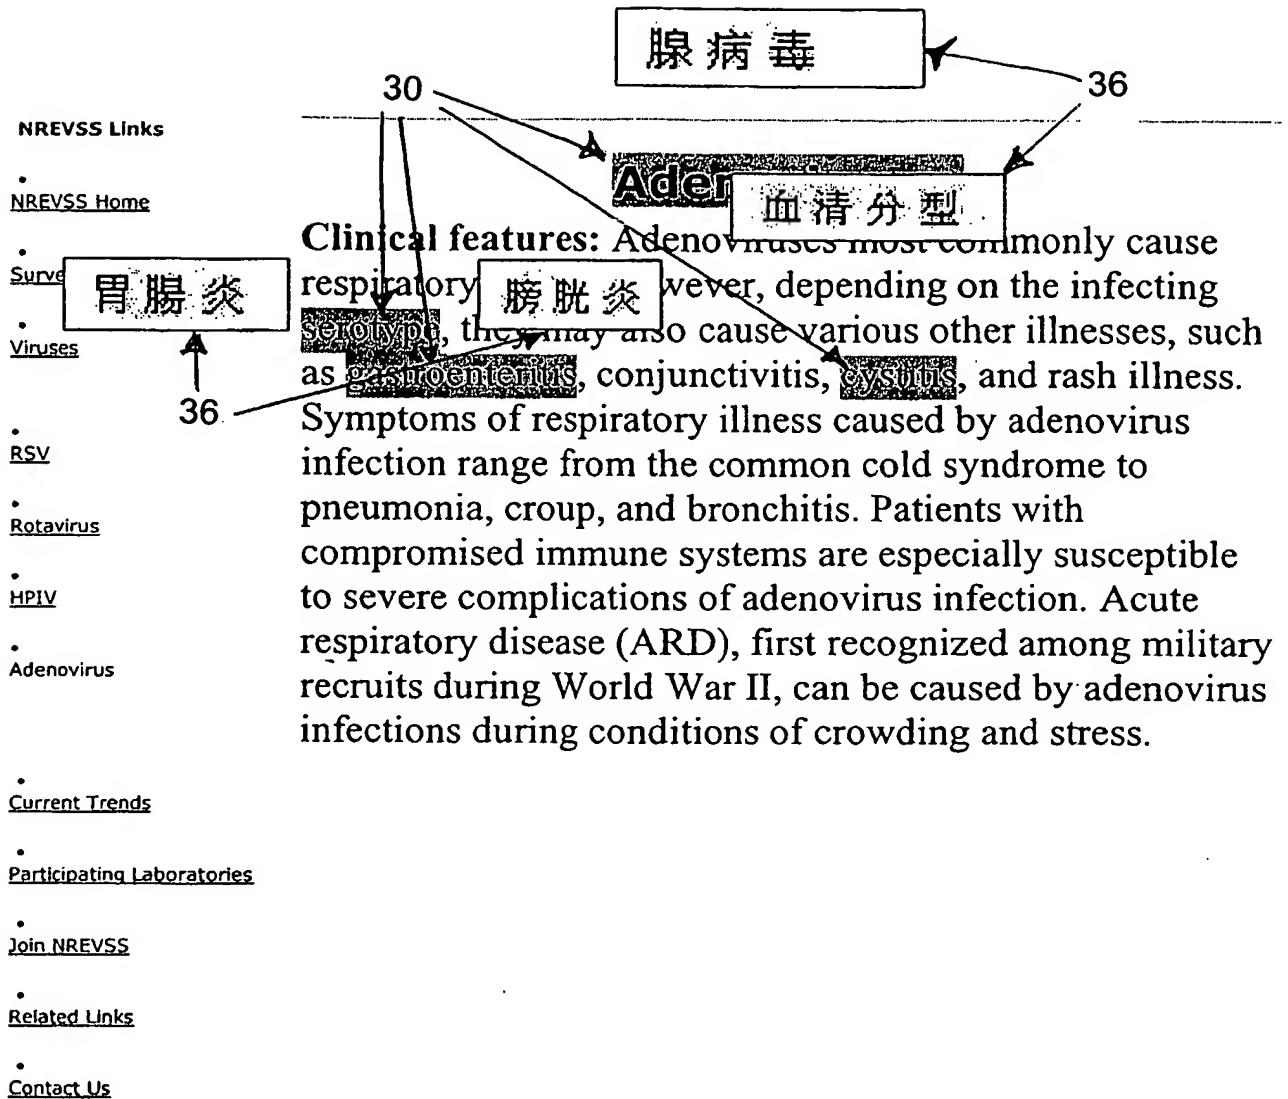 腺病毒
30
36
NREVSS Links
NREVSS Home
Viruses
36
RSV
Rotavirus
HPIV
Adenovirus
Current Trends
Participating Laboratories
Join NREVSS
Related Links
Contact Us
血清分型
Clinical features: Adenoviruses most commonly cause
胃腸炎
膀胱炎
respiratory depending on the infecting
serotype, they may also cause various other illnesses, such
as gastroenteritis, conjunctivitis, cystitis, and rash illness.
Symptoms of respiratory illness caused by adenovirus
infection range from the common cold syndrome to
pneumonia, croup, and bronchitis. Patients with
compromised immune systems are especially susceptible
to severe complications of adenovirus infection. Acute
respiratory disease (ARD), first recognized among military
recruits during World War II, can be caused by adenovirus
infections during conditions of crowding and stress.